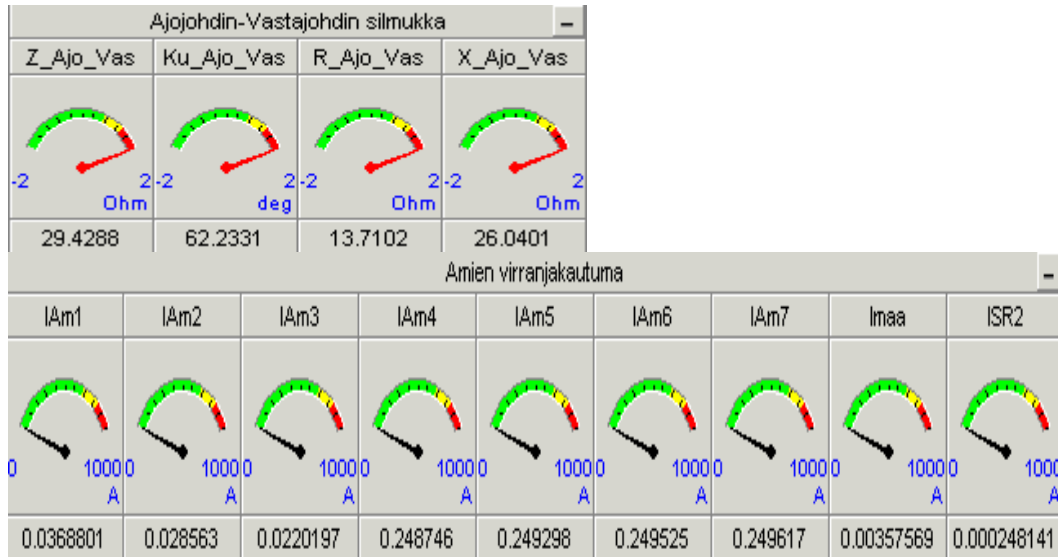 Ajojohdin-Vastajohdin silmukka –
Z_Ajo_Vas Ku_Ajo_Vas R_Ajo_Vas X_Ajo_Vas
-2 2 -2 2 -2 2 -2 2
Ohm deg Ohm Ohm
29.4288 62.2331 13.7102 26.0401
Amien virranjakautuma –
IAm1 IAm2 IAm3 IAm4 IAm5 IAm6 IAm7 Imaa ISR2
0 1000 0 1000 0 1000 0 1000 0 1000 0 1000 0 1000 0 1000 0 1000
A A A A A A A A A
0.0368801 0.028563 0.0220197 0.248746 0.249298 0.249525 0.249617 0.00357569 0.000248141